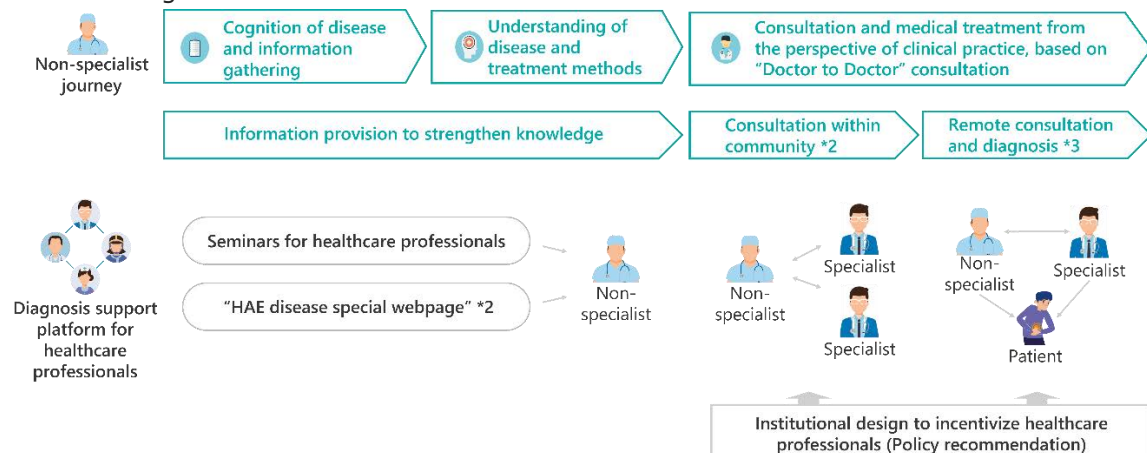 Non-specialist
journey
Cognition of disease
and information
gathering
Understanding of
disease and
treatment methods
Consultation and medical treatment from
the perspective of clinical practice, based on
“Doctor to Doctor” consultation
Information provision to strengthen knowledge
Consultation within
community *2
Remote consultation
and diagnosis *3
Diagnosis support
platform for
healthcare
professionals
Seminars for healthcare professionals
“HAE disease special webpage” *2
Non-
specialist
Non-
specialist
Specialist
Specialist
Non-
specialist
Specialist
Patient
Institutional design to incentivize healthcare
professionals (Policy recommendation)